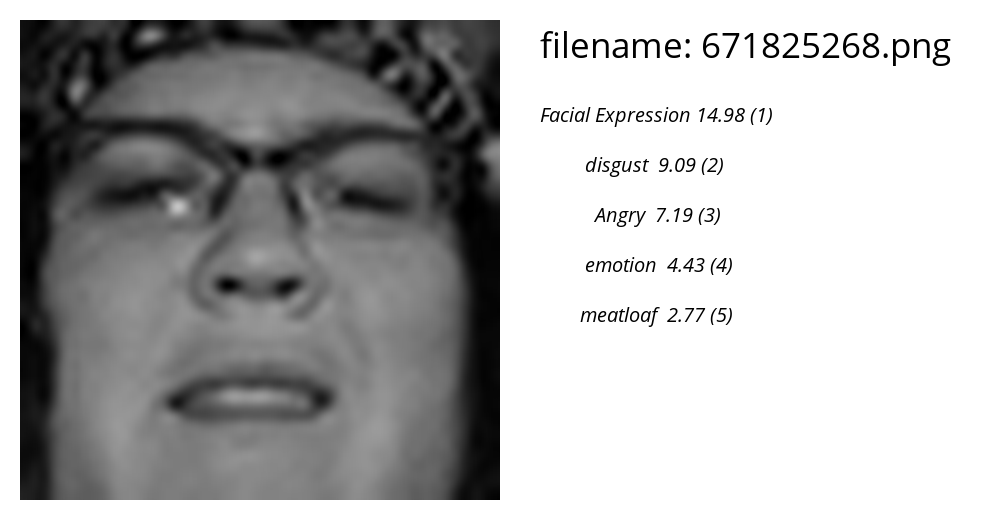 filename: 671825268.png
Facial Expression 14.98 (1)
disgust 9.09 (2)
Angry 7.19 (3)
emotion 4.43 (4)
meatloaf 2.77 (5)